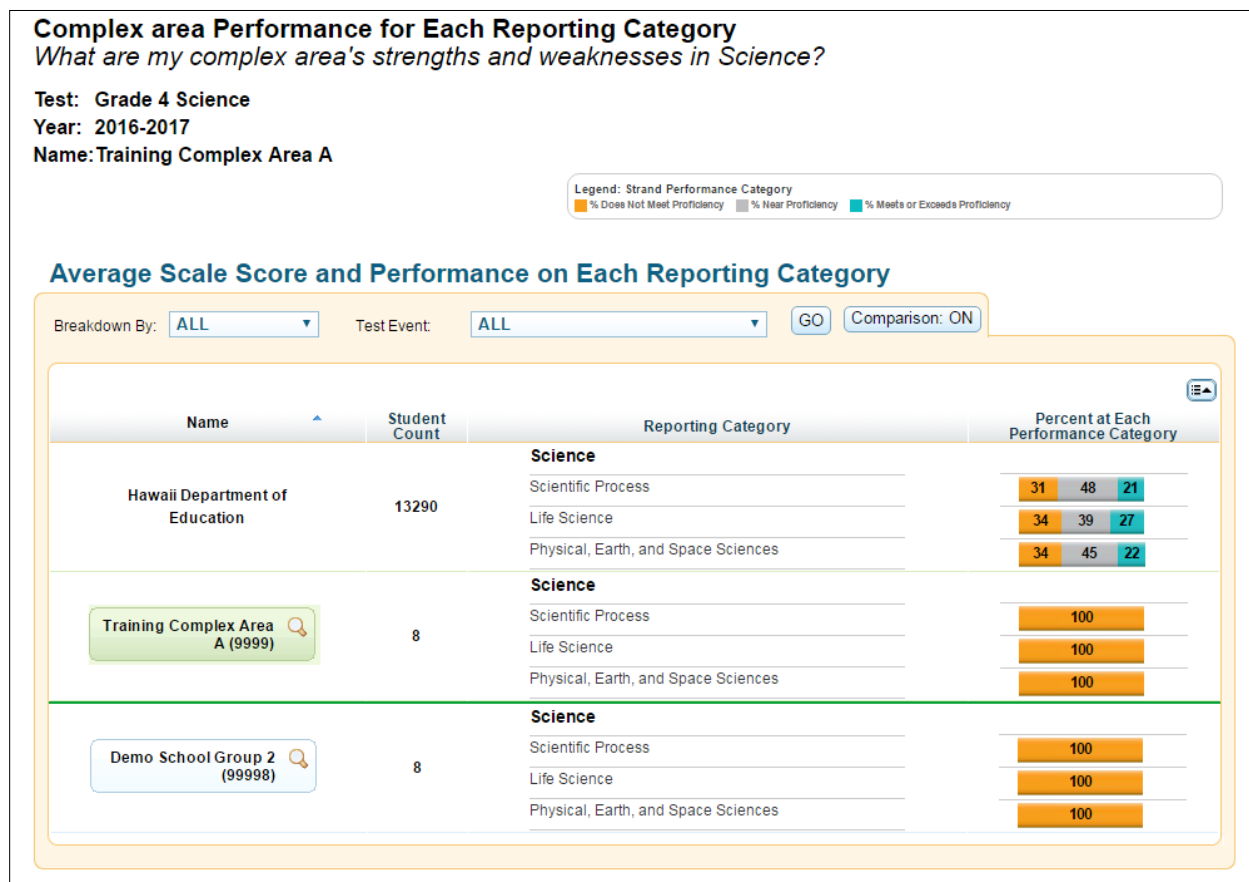 Complex area Performance for Each Reporting Category
What are my complex area's strengths and weaknesses in Science?
Test: Grade 4 Science
Year: 2016-2017
Name:Training Complex Area A
Legend: Strand Performance Category
% Does Not Meet Proficiency % Near Proficiency % Meets or Exceeds Proficiency
Average Scale Score and Performance on Each Reporting Category
Breakdown By: ALL Test Event: ALL GO Comparison: ON
Name Student Count Reporting Category Percent at Each Performance Category
Hawaii Department of
Education
13290
Science
Scientific Process 31 48 21
Life Science 34 39 27
Physical, Earth, and Space Sciences 34 45 22
Training Complex Area
A (9999)
8
Science
Scientific Process 100
Life Science 100
Physical, Earth, and Space Sciences 100
Demo School Group 2
(99998)
8
Science
Scientific Process 100
Life Science 100
Physical, Earth, and Space Sciences 100